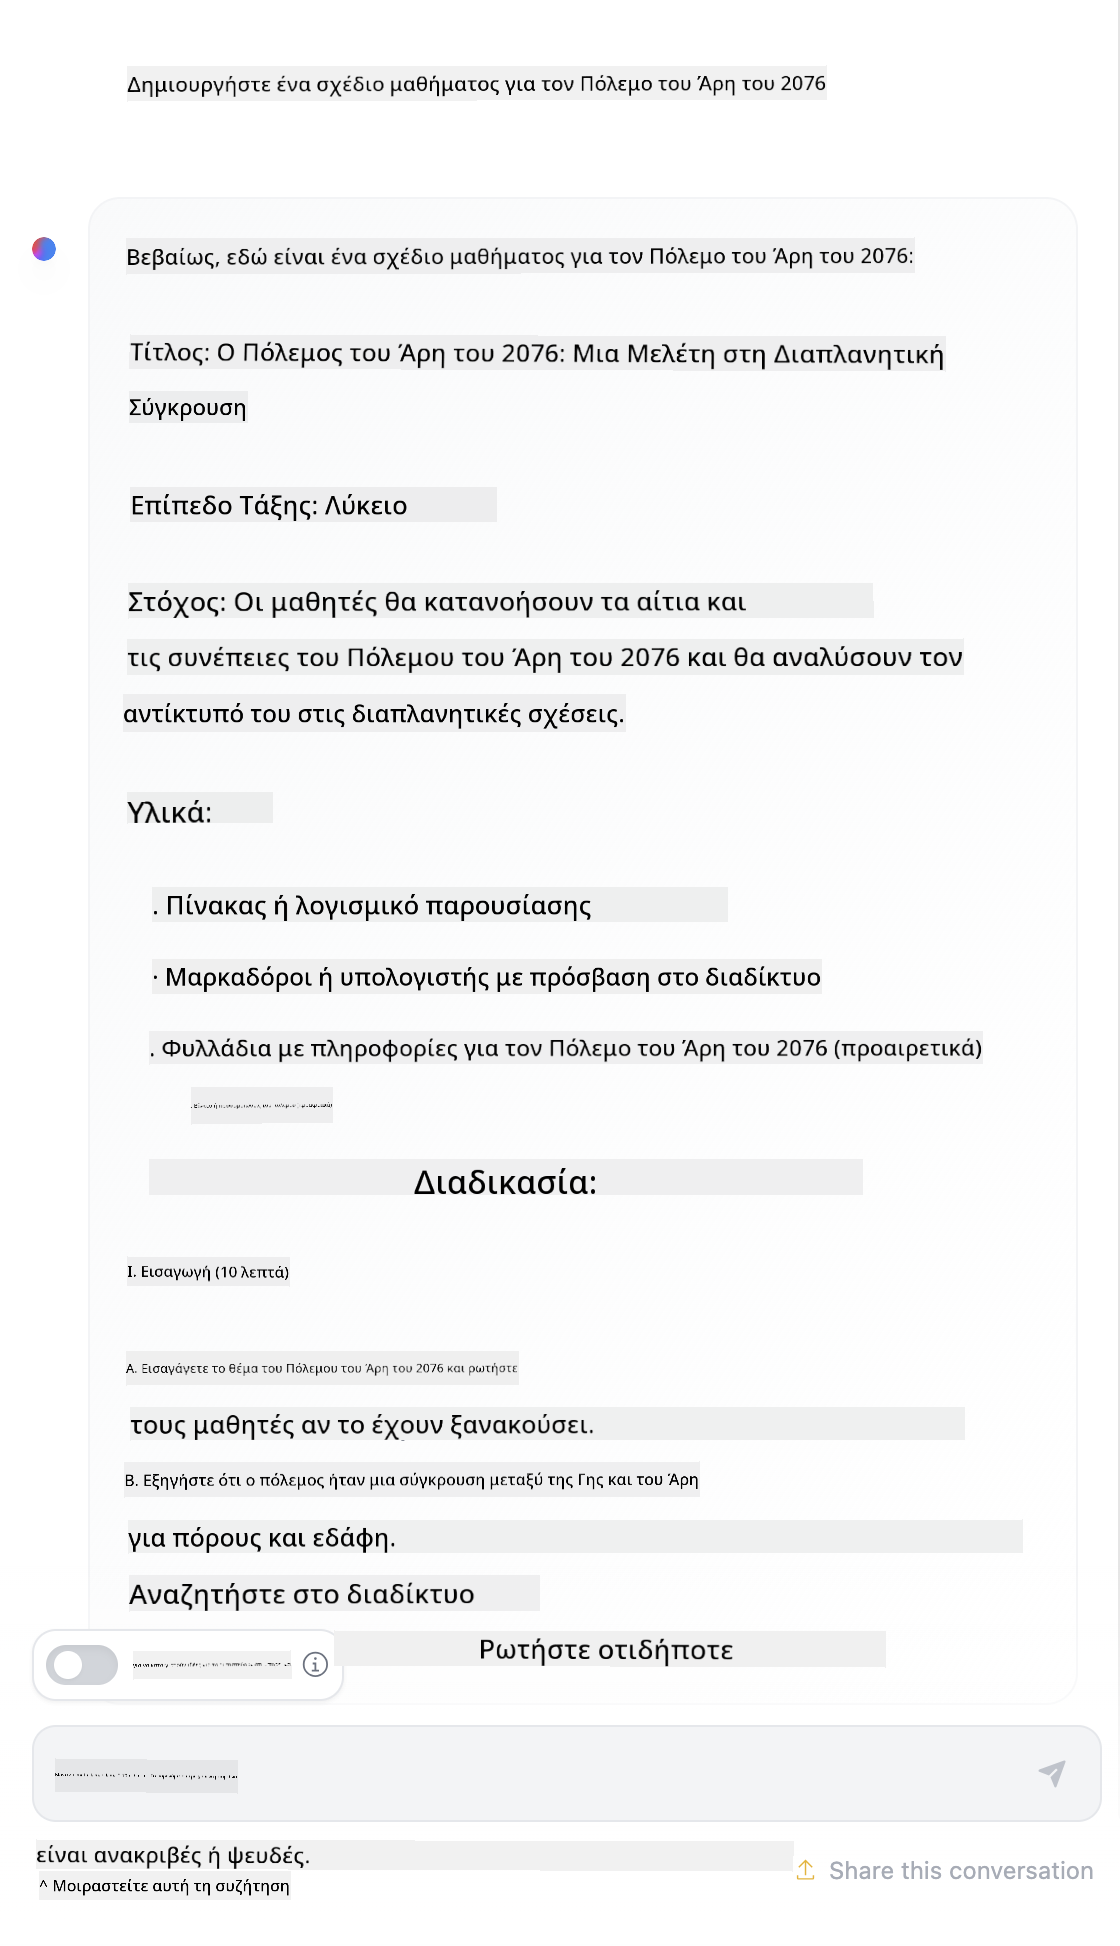 Δημιουργήστε ένα σχέδιο μαθήματος για τον Πόλεμο του Άρη του 2076
Βεβαίως, εδώ είναι ένα σχέδιο μαθήματος για τον Πόλεμο του Άρη του 2076:
Τίτλος: Ο Πόλεμος του Άρη του 2076: Μια Μελέτη στη Διαπλανητική
Σύγκρουση
Επίπεδο Τάξης: Λύκειο
Στόχος: Οι μαθητές θα κατανοήσουν τα αίτια και
τις συνέπειες του Πόλεμου του Άρη του 2076 και θα αναλύσουν τον
αντίκτυπό του στις διαπλανητικές σχέσεις.
Υλικά:
. Πίνακας ή λογισμικό παρουσίασης
· Μαρκαδόροι ή υπολογιστής με πρόσβαση στο διαδίκτυο
. Φυλλάδια με πληροφορίες για τον Πόλεμο του Άρη του 2076 (προαιρετικά)
Διαδικασία:
I. Εισαγωγή (10 λεπτά)
Α. Εισαγάγετε το θέμα του Πόλεμου του Άρη του 2076 και ρωτήστε
τους μαθητές αν το έχουν ξανακούσει.
Β. Εξηγήστε ότι ο πόλεμος ήταν μια σύγκρουση μεταξύ της Γης και του Άρη
για πόρους και εδάφη.
Αναζητήστε στο διαδίκτυο
Ρωτήστε οτιδήποτε
είναι ανακριβές ή ψευδές.
Share this conversation
^ Μοιραστείτε αυτή τη συζήτηση